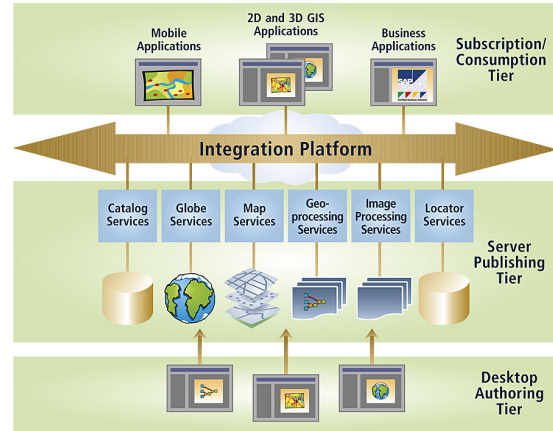 Mobile
Applications
2D and 3D GIS
Applications
Business
Applications
Subscription/
Consumption
Tier
SAP
Integration Platform
Catalog
Services
Globe
Services
Map
Services
Geo-
processing
Services
Image
Processing
Services
Locator
Services
Server
Publishing
Tier
Desktop
Authoring
Tier